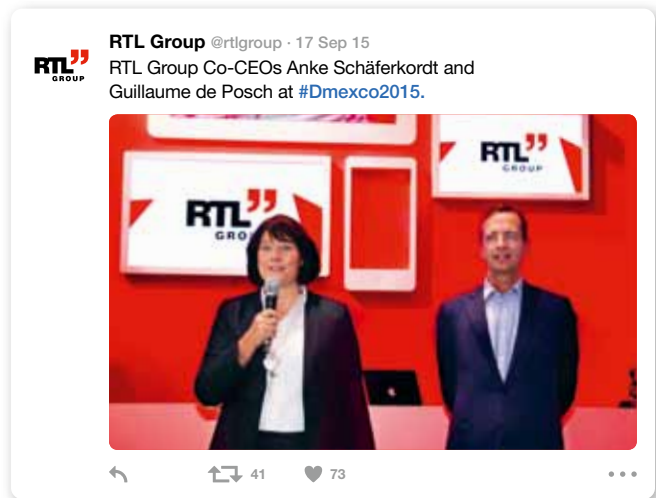 RTL Group @rtlgroup · 17 Sep 15
RTL GROUP
RTL Group Co-CEOs Anke Schäferkordt and
Guillaume de Posch at #Dmexco2015.
RTL
GROUP
RTL
GRO
41 73